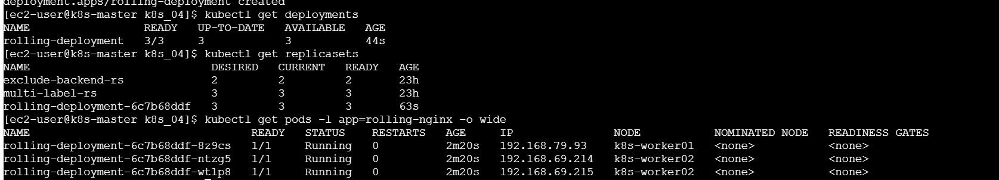 deployment.apps/rolling-deployment created
[ec2-user@k8s-master k8s_04]$ kubectl get deployments
NAME                 READY   UP-TO-DATE   AVAILABLE   AGE
rolling-deployment   3/3     3            3           44s
[ec2-user@k8s-master k8s_04]$ kubectl get replicasets
NAME                           DESIRED   CURRENT   READY   AGE
exclude-backend-rs             2         2         2       23h
multi-label-rs                 3         3         3       23h
rolling-deployment-6c7b68ddf   3         3         3       63s
[ec2-user@k8s-master k8s_04]$ kubectl get pods -l app=rolling-nginx -o wide
NAME                                 READY   STATUS    RESTARTS   AGE     IP               NODE           NOMINATED NODE   READINESS GATES
rolling-deployment-6c7b68ddf-8z9cs   1/1     Running   0          2m20s   192.168.79.93    k8s-worker01   <none>           <none>
rolling-deployment-6c7b68ddf-ntzg5   1/1     Running   0          2m20s   192.168.69.214   k8s-worker02   <none>           <none>
rolling-deployment-6c7b68ddf-wtlp8   1/1     Running   0          2m20s   192.168.69.215   k8s-worker02   <none>           <none>